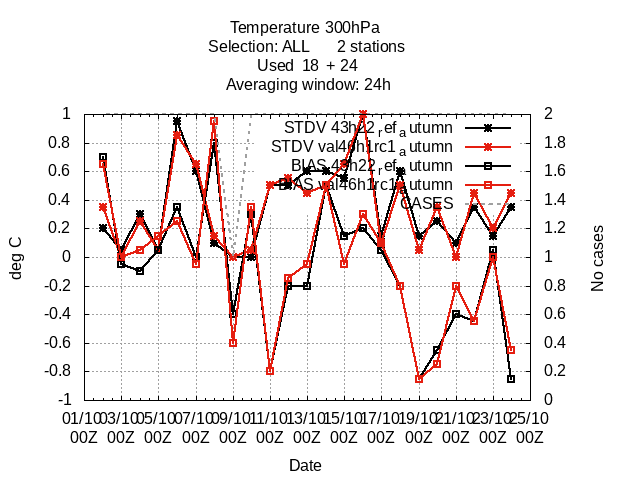 Temperature 300hPa
Selection: ALL 2 stations
Used 18 + 24
Averaging window: 24h
1 2
0.8 1.8
0.6 1.6
0.4 1.4
0.2 1.2
0 1
-0.2 0.8
-0.4 0.6
-0.6 0.4
-0.8 0.2
-1 0
STDV 43h22_ref_autumn
STDV val46h1rc1_autumn
BIAS 43h22_ref_autumn
BIAS val46h1rc1_autumn
CASES
deg C
No cases
01/10 03/10 05/10 07/10 09/10 11/10 13/10 15/10 17/10 19/10 21/10 23/10 25/10
00Z 00Z 00Z 00Z 00Z 00Z 00Z 00Z 00Z 00Z 00Z 00Z 00Z
Date